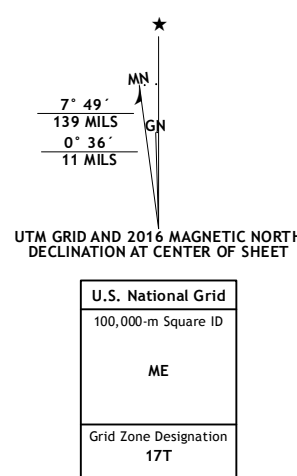 ★
MN
7° 49´
139 MILS
GN
0° 36´
11 MILS
UTM GRID AND 2016 MAGNETIC NORTH
DECLINATION AT CENTER OF SHEET
U.S. National Grid
100,000-m Square ID
ME
Grid Zone Designation
17T